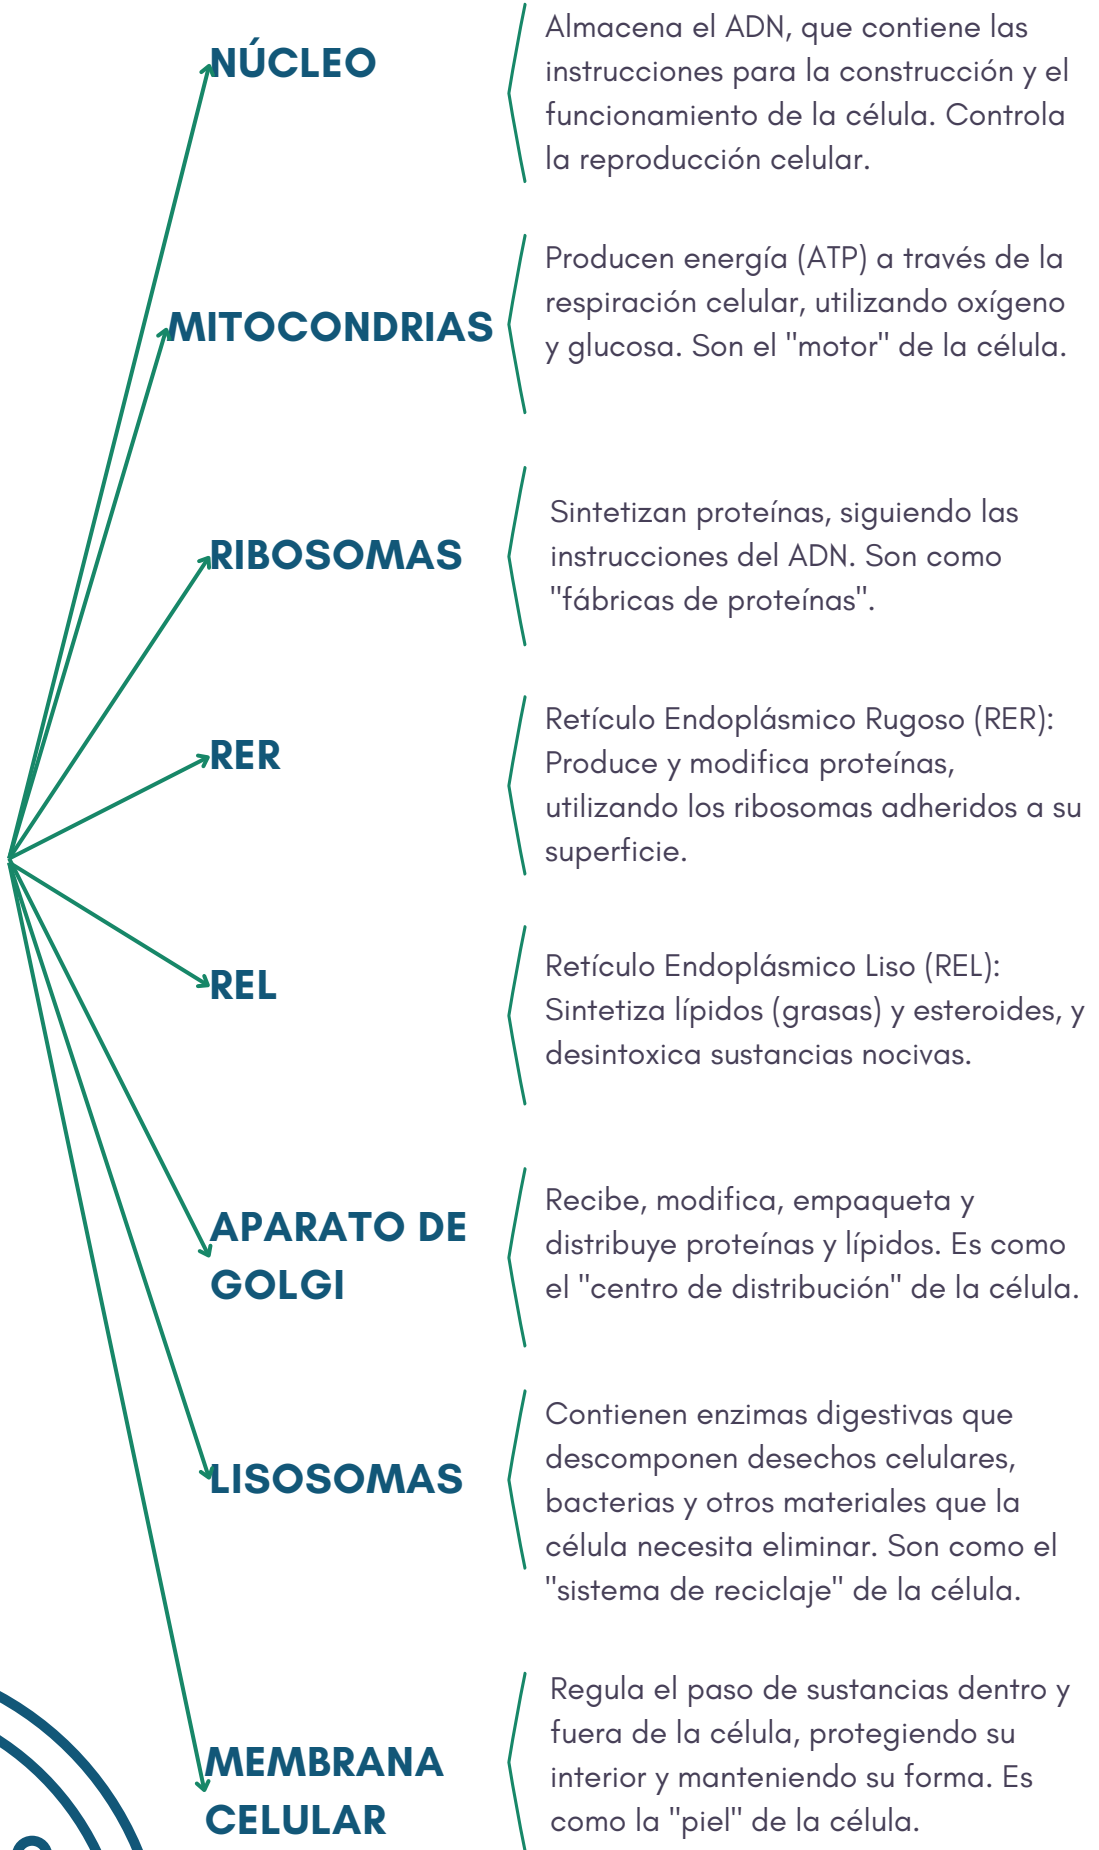 NÚCLEO
Almacena el ADN, que contiene las
instrucciones para la construcción y el
funcionamiento de la célula. Controla
la reproducción celular.
MITOCONDRIAS
Producen energía (ATP) a través de la
respiración celular, utilizando oxígeno
y glucosa. Son el "motor" de la célula.
RIBOSOMAS
Sintetizan proteínas, siguiendo las
instrucciones del ADN. Son como
"fábricas de proteínas".
RER
Retículo Endoplásmico Rugoso (RER):
Produce y modifica proteínas,
utilizando los ribosomas adheridos a su
superficie.
REL
Retículo Endoplásmico Liso (REL):
Sintetiza lípidos (grasas) y esteroides, y
desintoxica sustancias nocivas.
APARATO DE
GOLGI
Recibe, modifica, empaqueta y
distribuye proteínas y lípidos. Es como
el "centro de distribución" de la célula.
LISOSOMAS
Contienen enzimas digestivas que
descomponen desechos celulares,
bacterias y otros materiales que la
célula necesita eliminar. Son como el
"sistema de reciclaje" de la célula.
MEMBRANA
CELULAR
Regula el paso de sustancias dentro y
fuera de la célula, protegiendo su
interior y manteniendo su forma. Es
como la "piel" de la célula.